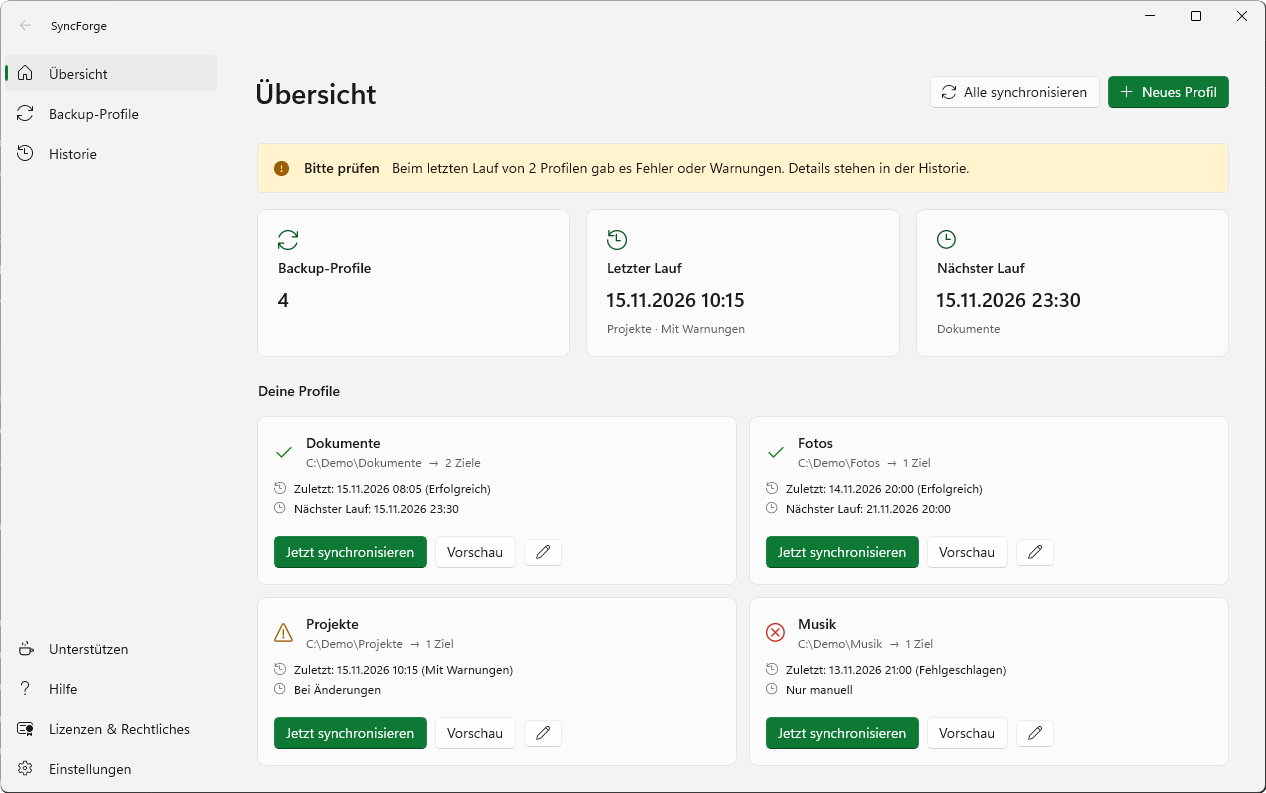 SyncForge
Übersicht
Backup-Profile
Historie
Übersicht
Alle synchronisieren
Neues Profil
Bitte prüfen Beim letzten Lauf von 2 Profilen gab es Fehler oder Warnungen. Details stehen in der Historie.
Backup-Profile
4
Letzter Lauf
15.11.2026 10:15
Projekte · Mit Warnungen
Nächster Lauf
15.11.2026 23:30
Dokumente
Deine Profile
Dokumente
C:\Demo\Dokumente → 2 Ziele
Zuletzt: 15.11.2026 08:05 (Erfolgreich)
Nächster Lauf: 15.11.2026 23:30
Jetzt synchronisieren Vorschau
Fotos
C:\Demo\Fotos → 1 Ziel
Zuletzt: 14.11.2026 20:00 (Erfolgreich)
Nächster Lauf: 21.11.2026 20:00
Jetzt synchronisieren Vorschau
Projekte
C:\Demo\Projekte → 1 Ziel
Zuletzt: 15.11.2026 10:15 (Mit Warnungen)
Bei Änderungen
Jetzt synchronisieren Vorschau
Musik
C:\Demo\Musik → 1 Ziel
Zuletzt: 13.11.2026 21:00 (Fehlgeschlagen)
Nur manuell
Jetzt synchronisieren Vorschau
Unterstützen
Hilfe
Lizenzen & Rechtliches
Einstellungen